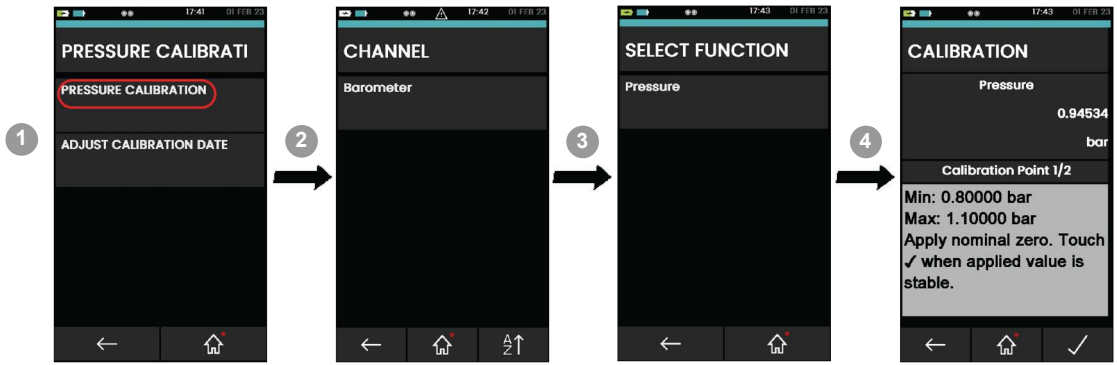 1
17:41 01 FEB 23
PRESSURE CALIBRATI
PRESSURE CALIBRATION
ADJUST CALIBRATION DATE
2
17:42 01 FEB 23
CHANNEL
Barometer
A
Z
3
17:43 01 FEB 23
SELECT FUNCTION
Pressure
4
17:43 01 FEB 23
CALIBRATION
Pressure
0.94534
bar
Calibration Point 1/2
Min: 0.80000 bar
Max: 1.10000 bar
Apply nominal zero. Touch
✓ when applied value is
stable.